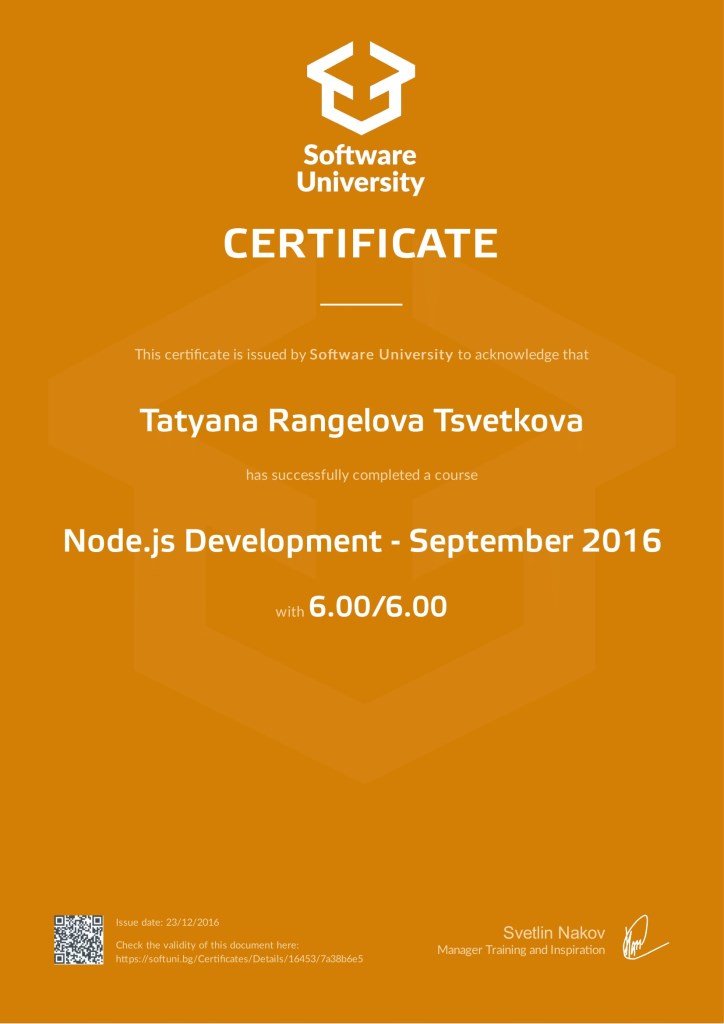 Software
University
CERTIFICATE
This certificate is issued by Software University to acknowledge that
Tatyana Rangelova Tsvetkova
has successfully completed a course
Node.js Development - September 2016
with 6.00/6.00
Issue date: 23/12/2016
Check the validity of this document here:
https://softuni.bg/Certificates/Details/16453/7a38b6e5
Svetlin Nakov
Manager Training and Inspiration